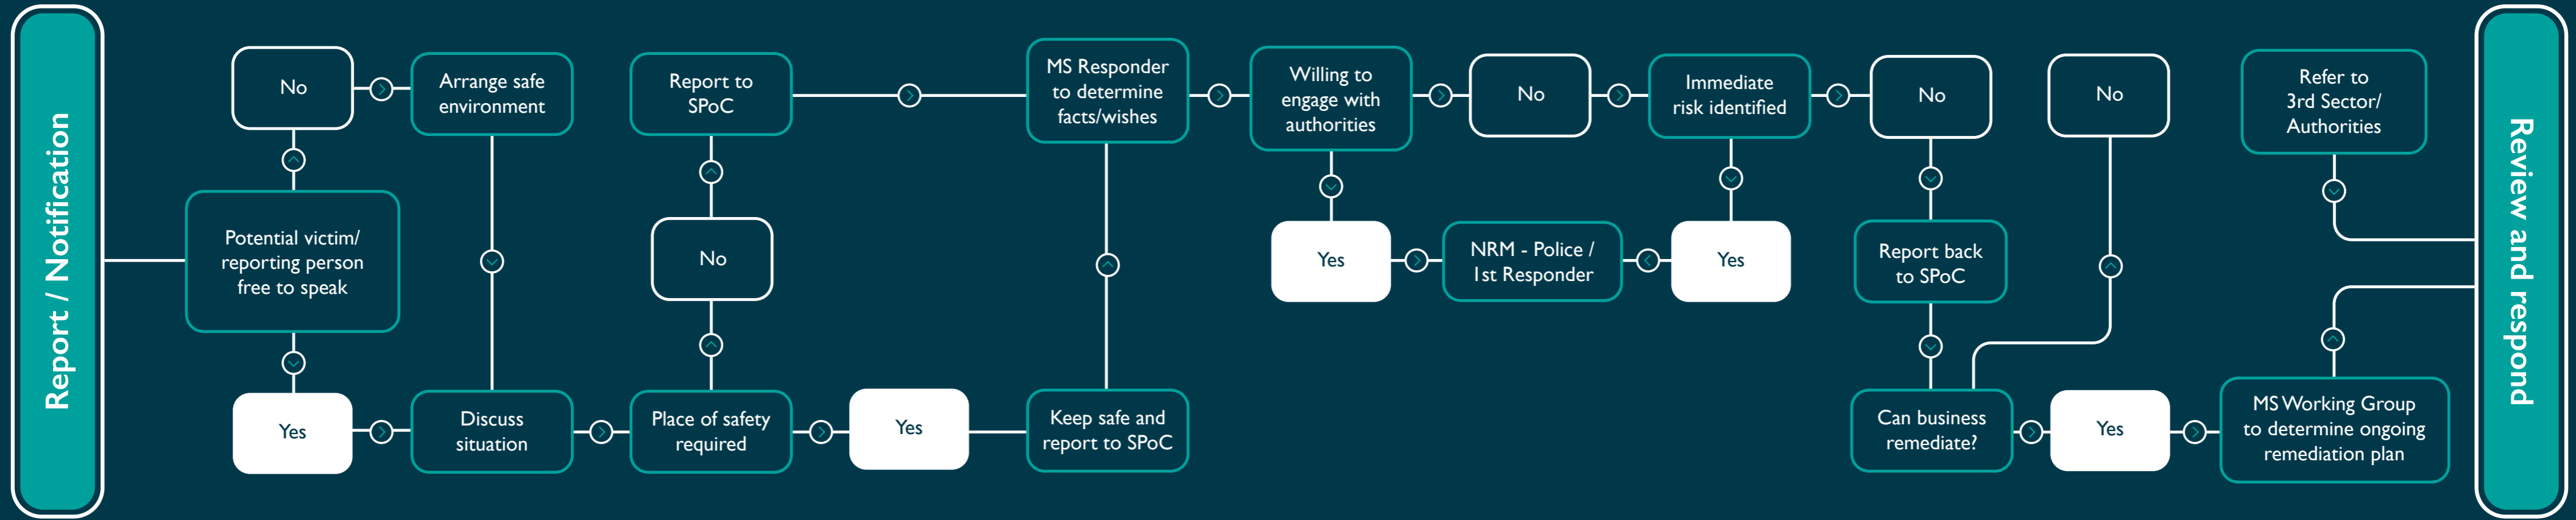 Report / Notification
No
Potential victim/
reporting person
free to speak
Yes
Arrange safe
environment
Discuss
situation
Report to
SPoC
No
Place of safety
required
Yes
MS Responder
to determine
facts/wishes
Keep safe and
report to SPoC
Willing to
engage with
authorities
Yes
No
NRM - Police /
1st Responder
Immediate
risk identified
Yes
No
Report back
to SPoC
Can business
remediate?
No
Yes
Refer to
3rd Sector/
Authorities
MS Working Group
to determine ongoing
remediation plan
Review and respond